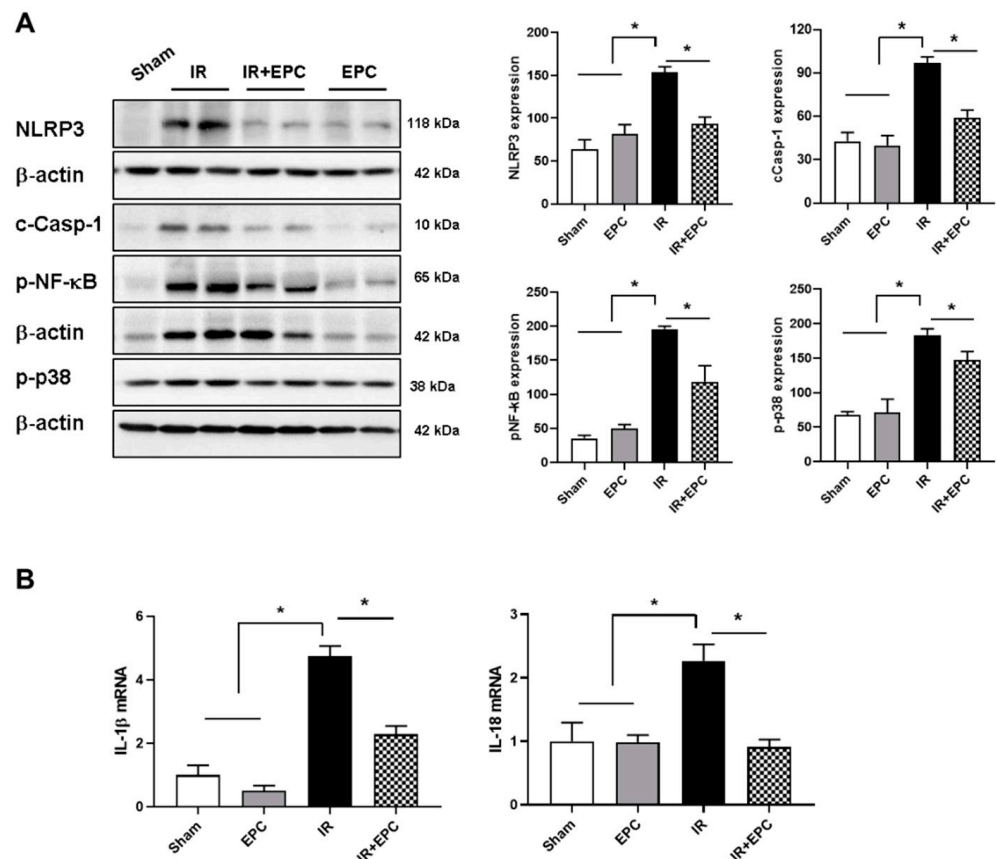 A
Sham
IR
IR+EPC
EPC
NLRP3
118 kDa
β-actin
42 kDa
c-Casp-1
10 kDa
p-NF-κB
65 kDa
β-actin
42 kDa
p-p38
38 kDa
β-actin
42 kDa
NLRP3 expression
200
150
100
50
0
*
*
Sham
EPC
IR
IR+EPC
cCasp-1 expression
120
90
60
30
0
*
*
Sham
EPC
IR
IR+EPC
pNF-kB expression
250
200
150
100
50
0
*
*
Sham
EPC
IR
IR+EPC
p-p38 expression
250
200
150
100
50
0
*
*
Sham
EPC
IR
IR+EPC
B
IL-1β mRNA
6
4
2
0
*
*
Sham
EPC
IR
IR+EPC
IL-18 mRNA
3
2
1
0
*
*
Sham
EPC
IR
IR+EPC